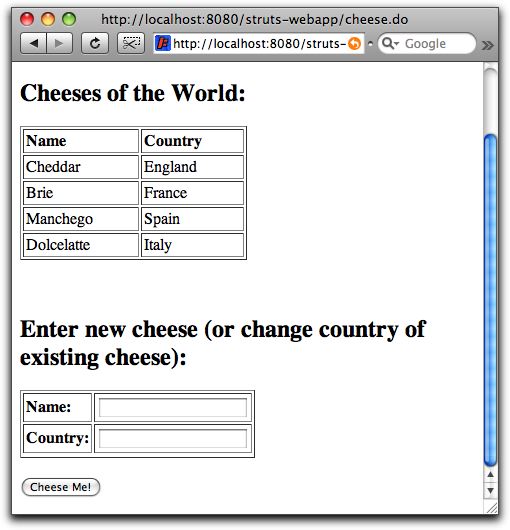 http://localhost:8080/struts-webapp/cheese.do
http://localhost:8080/struts- Google
Cheeses of the World:
Name Country
Cheddar England
Brie France
Manchego Spain
Dolcelatte Italy
Enter new cheese (or change country of
existing cheese):
Name:
Country:
Cheese Me!